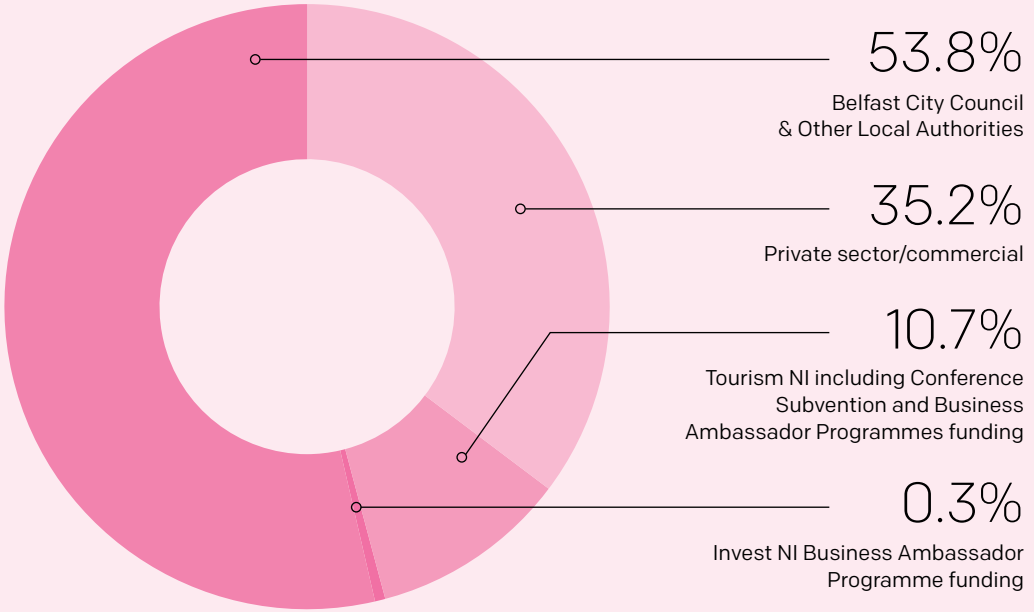 53.8%
Belfast City Council
& Other Local Authorities
35.2%
Private sector/commercial
10.7%
Tourism NI including Conference
Subvention and Business
Ambassador Programmes funding
0.3%
Invest NI Business Ambassador
Programme funding